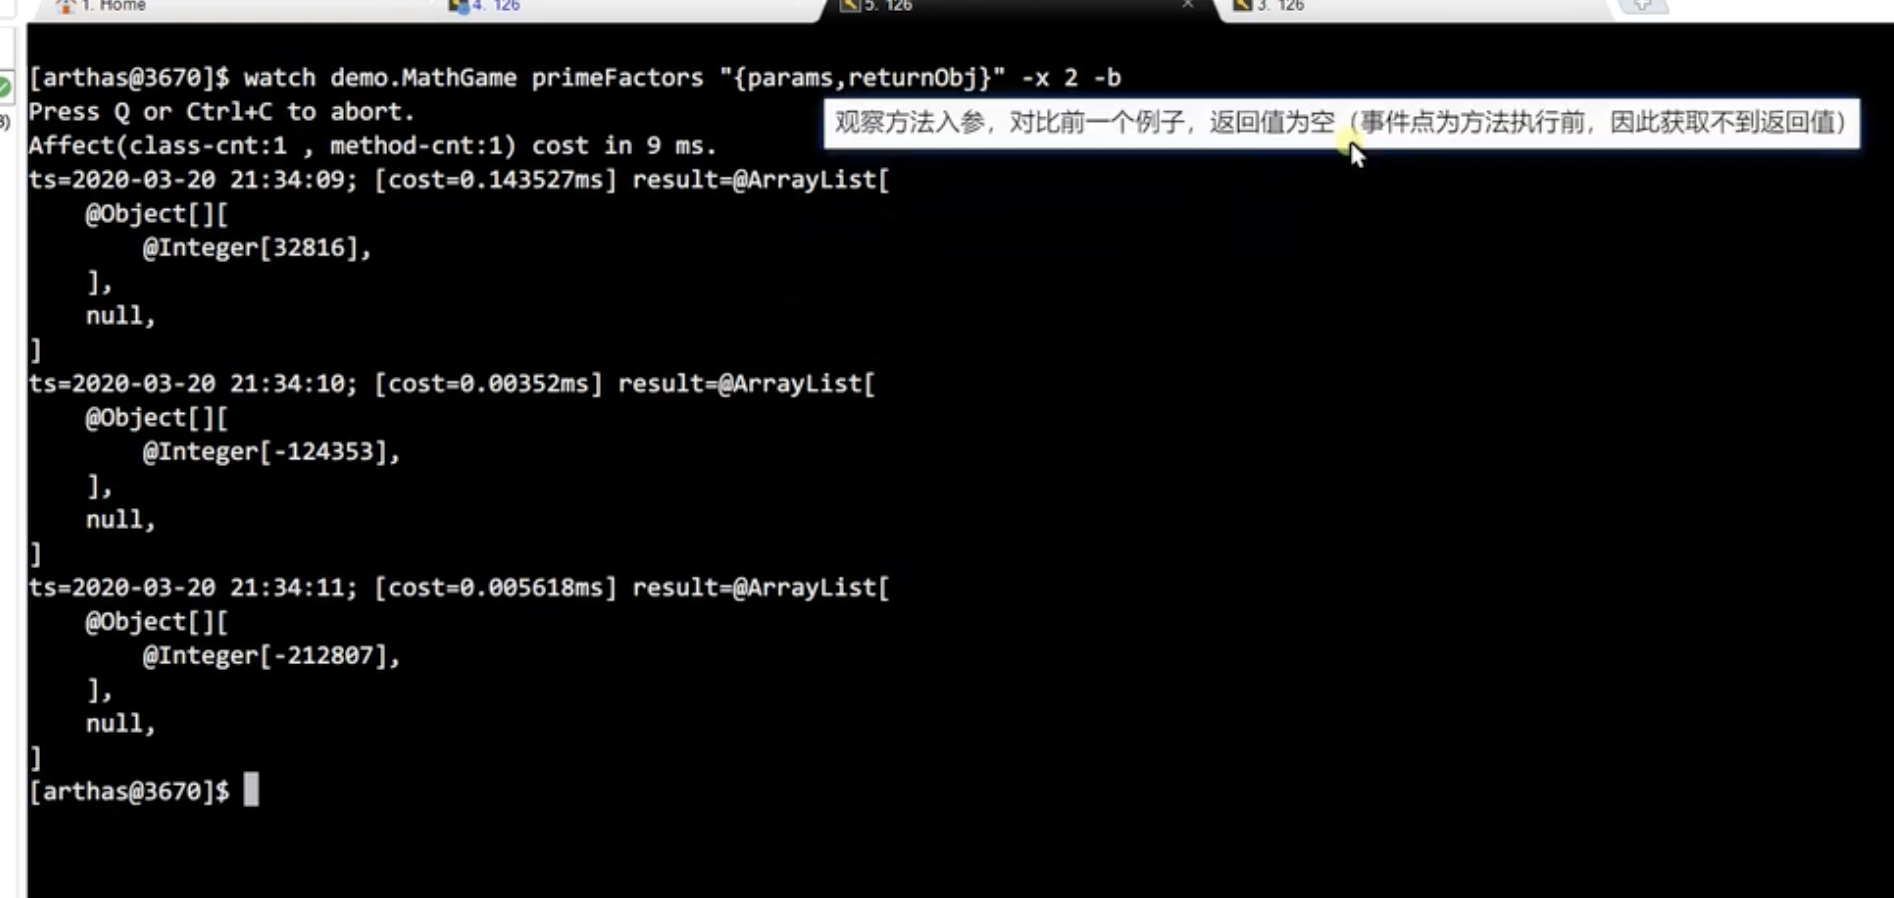 1. Home
4. 126
5. 126
3. 126
[arthas@3670]$ watch demo.MathGame primeFactors "{params,returnObj}" -x 2 -b
Press Q or Ctrl+C to abort.
观察方法入参，对比前一个例子，返回值为空（事件点为方法执行前，因此获取不到返回值）
Affect(class-cnt:1 , method-cnt:1) cost in 9 ms.
ts=2020-03-20 21:34:09; [cost=0.143527ms] result=@ArrayList[
    @Object[][
        @Integer[32816],
    ],
    null,
]
ts=2020-03-20 21:34:10; [cost=0.00352ms] result=@ArrayList[
    @Object[][
        @Integer[-124353],
    ],
    null,
]
ts=2020-03-20 21:34:11; [cost=0.005618ms] result=@ArrayList[
    @Object[][
        @Integer[-212807],
    ],
    null,
]
[arthas@3670]$